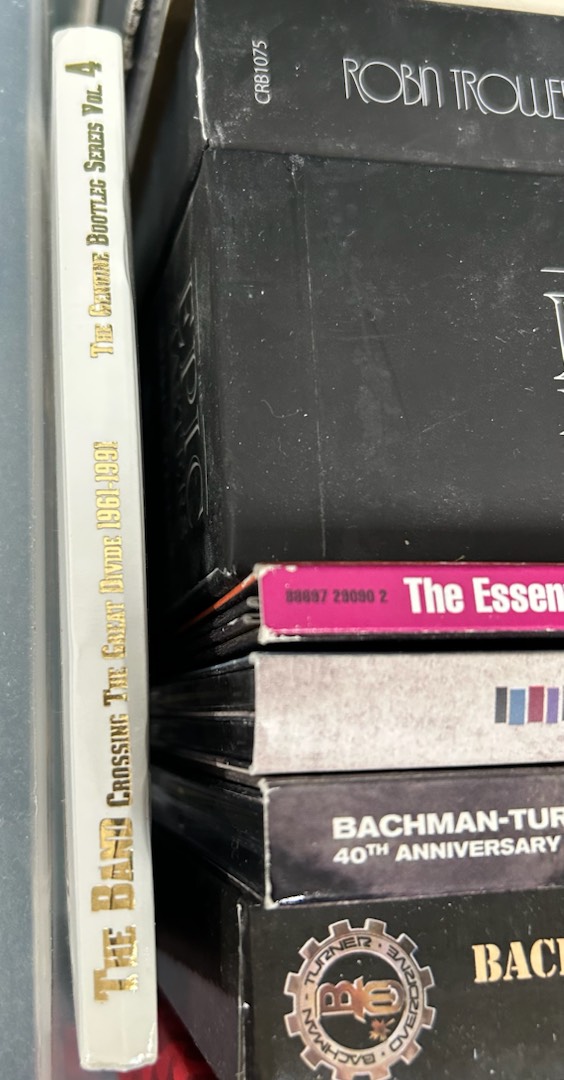 THE BAND CROSSING THE GREAT DIVIDE 1961-1991 THE GENUINE BOOTLEG SEREIS VOL. 4
CRB1075
ROBIN TROWE
EPIC
88697 29090 2
The Essen
BACHMAN-TUR
40TH ANNIVERSARY
BACHMAN · TURNER · OVERDRIVE
BACH